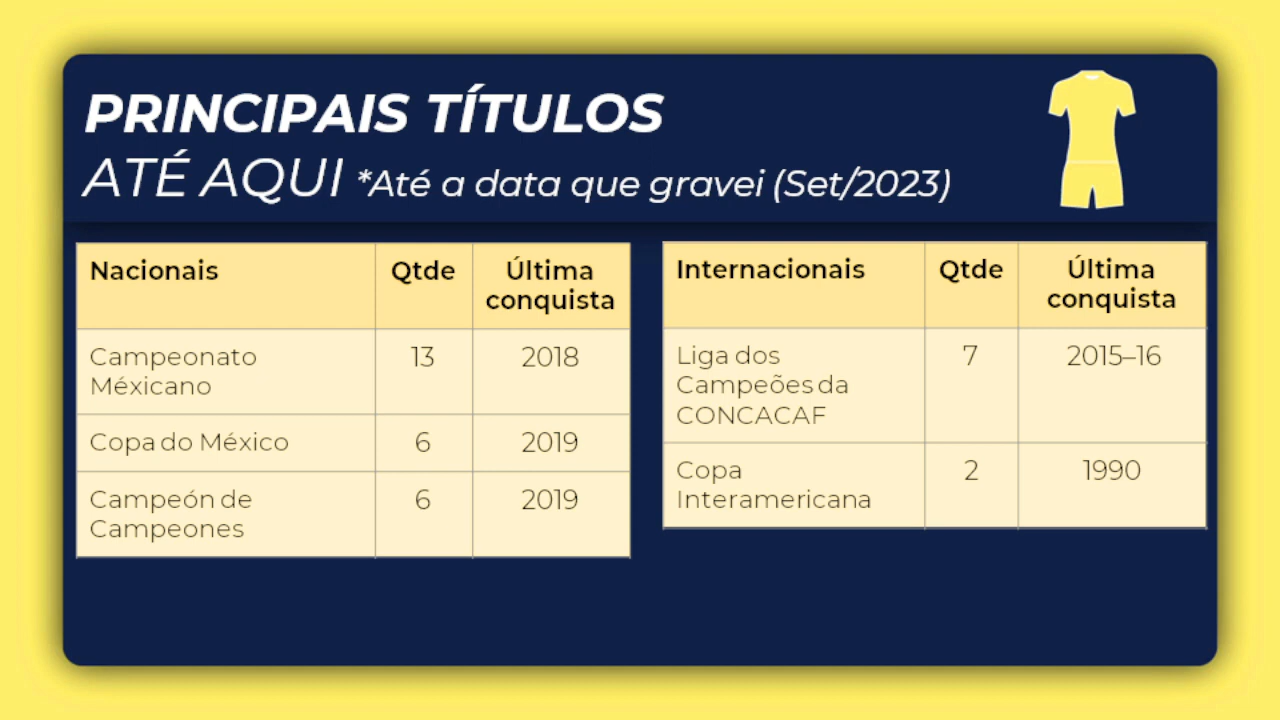 PRINCIPAIS TÍTULOS
ATÉ AQUI *Até a data que gravei (Set/2023)
Nacionais Qtde Última conquista
Campeonato Méxicano 13 2018
Copa do México 6 2019
Campeón de Campeones 6 2019
Internacionais Qtde Última conquista
Liga dos Campeões da CONCACAF 7 2015–16
Copa Interamericana 2 1990